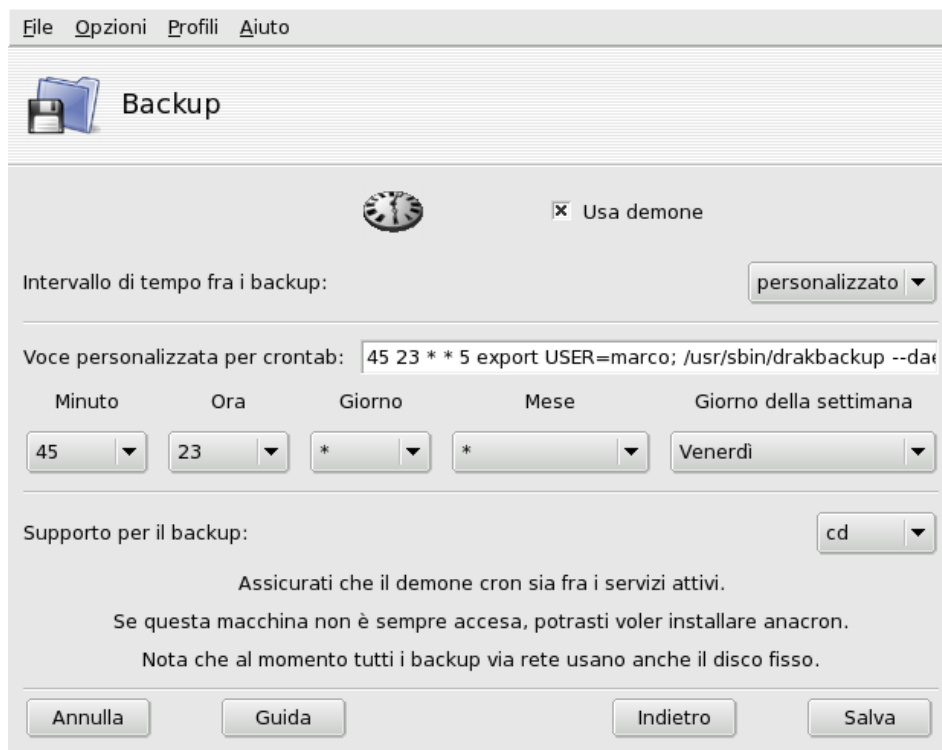 File Opzioni Profili Aiuto
Backup
Usa demone
Intervallo di tempo fra i backup: personalizzato
Voce personalizzata per crontab: 45 23 * * 5 export USER=marco; /usr/sbin/drakbackup --dae
Minuto Ora Giorno Mese Giorno della settimana
45 23 * * Venerdì
Supporto per il backup: cd
Assicurati che il demone cron sia fra i servizi attivi.
Se questa macchina non è sempre accesa, potrasti voler installare anacron.
Nota che al momento tutti i backup via rete usano anche il disco fisso.
Annulla Guida Indietro Salva